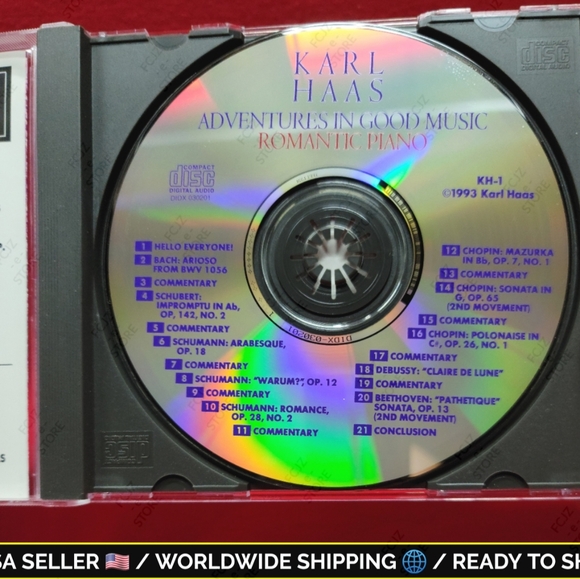 KARL
HAAS
ADVENTURES IN GOOD MUSIC
ROMANTIC PIANO
COMPACT
disc
DIGITAL AUDIO
DIDX 030201
KH-1
©1993 Karl Haas
1 HELLO EVERYONE!
2 BACH: ARIOSO
FROM BWV 1056
3 COMMENTARY
4 SCHUBERT:
IMPROMPTU IN Ab,
OP, 142, NO. 2
5 COMMENTARY
6 SCHUMANN: ARABESQUE,
OP. 18
7 COMMENTARY
8 SCHUMANN: "WARUM?", OP. 12
9 COMMENTARY
10 SCHUMANN: ROMANCE,
OP. 28, NO. 2
11 COMMENTARY
12 CHOPIN: MAZURKA
IN Bb, OP. 7, NO. 1
13 COMMENTARY
14 CHOPIN: SONATA IN
G, OP. 65
(2ND MOVEMENT)
15 COMMENTARY
16 CHOPIN: POLONAISE IN
C♯, OP. 26, NO. 1
17 COMMENTARY
18 DEBUSSY: "CLAIRE DE LUNE"
19 COMMENTARY
20 BEETHOVEN: "PATHETIQUE"
SONATA, OP. 13
(2ND MOVEMENT)
21 CONCLUSION
COMPACT
disc
DIGITAL AUDIO
FCJZ STORE
SA SELLER 🇺🇸 / WORLDWIDE SHIPPING 🌐 / READY TO SH